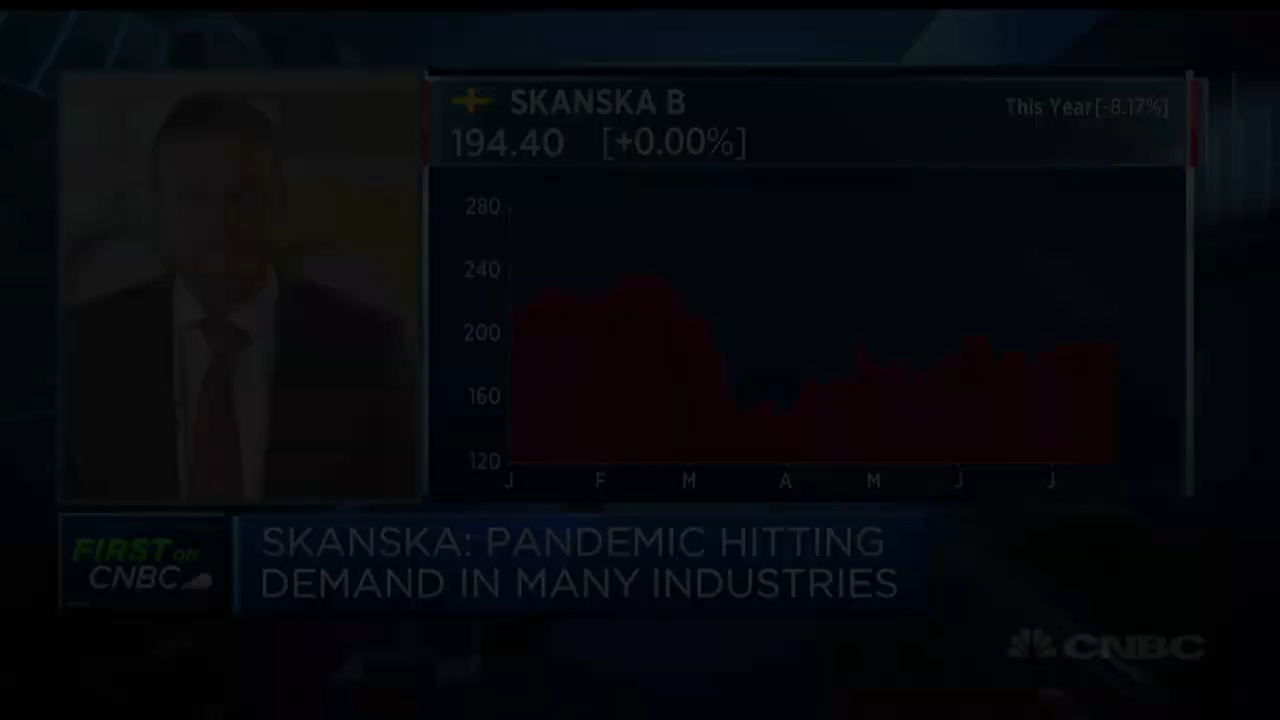 SKANSKA B
This Year[-8.17%]
194.40 [+0.00%]
280
240
200
160
120
J F M A M J J
FIRST on
CNBC
SKANSKA: PANDEMIC HITTING
DEMAND IN MANY INDUSTRIES
CNBC